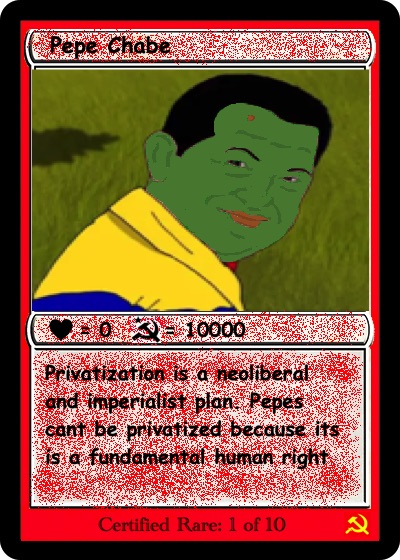 Pepe Chabe
= 0 = 10000
Privatization is a neoliberal
and imperialist plan. Pepes
cant be privatized because its
is a fundamental human right
Certified Rare: 1 of 10